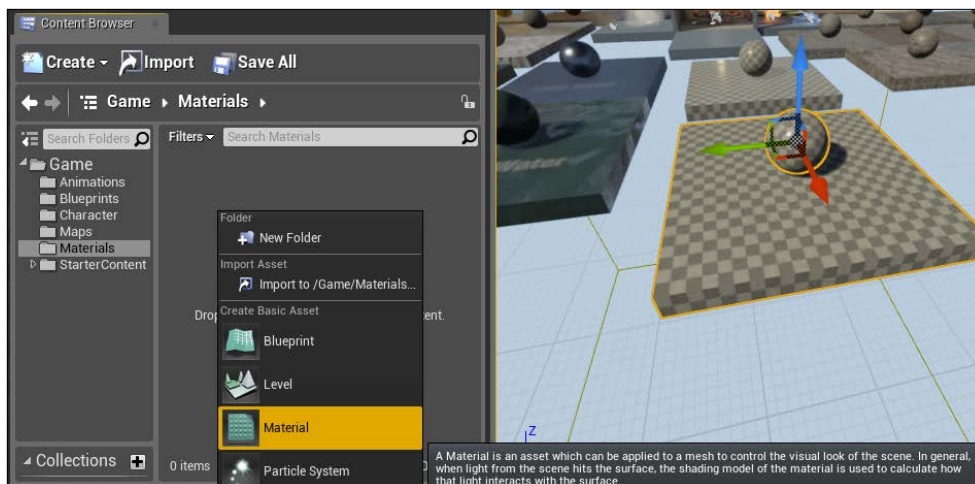 Content Browser
Create Import Save All
Game Materials
Search Folders
Filters Search Materials
Game
Animations
Blueprints
Character
Maps
Materials
StarterContent
Folder
New Folder
Import Asset
Import to /Game/Materials...
Create Basic Asset
Blueprint
Level
Material
Particle System
Collections
0 items
Z
A Material is an asset which can be applied to a mesh to control the visual look of the scene. In general,
when light from the scene hits the surface, the shading model of the material is used to calculate how
that light interacts with the surface.